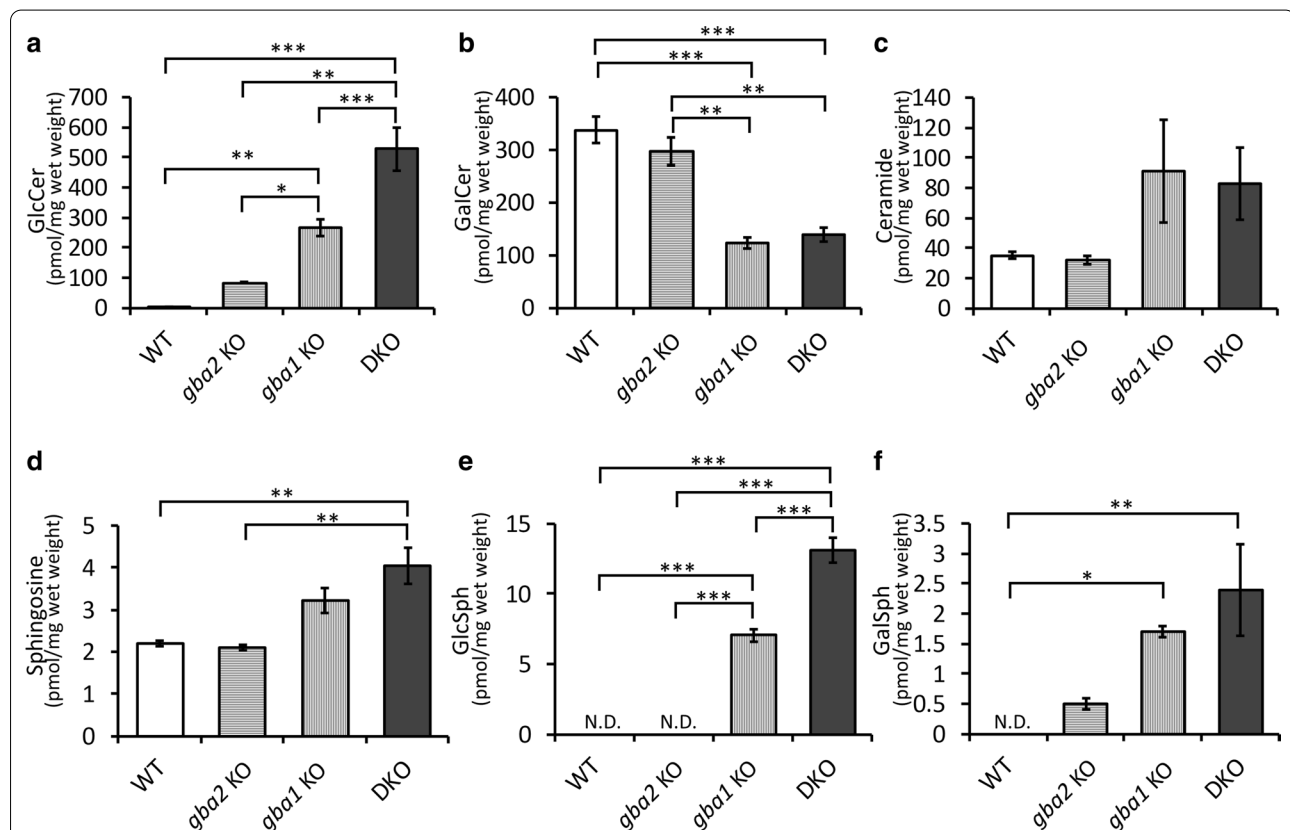 a
***
**
***
**
*
GlcCer
(pmol/mg wet weight)
700
600
500
400
300
200
100
0
WT
gba2 KO
gba1 KO
DKO
b
***
***
**
**
GalCer
(pmol/mg wet weight)
400
300
200
100
0
WT
gba2 KO
gba1 KO
DKO
c
Ceramide
(pmol/mg wet weight)
140
120
100
80
60
40
20
0
WT
gba2 KO
gba1 KO
DKO
d
**
**
Sphingosine
(pmol/mg wet weight)
5
4
3
2
1
0
WT
gba2 KO
gba1 KO
DKO
e
***
***
***
***
***
GlcSph
(pmol/mg wet weight)
15
10
5
0
N.D.
N.D.
WT
gba2 KO
gba1 KO
DKO
f
**
*
GalSph
(pmol/mg wet weight)
3.5
3
2.5
2
1.5
1
0.5
0
N.D.
WT
gba2 KO
gba1 KO
DKO